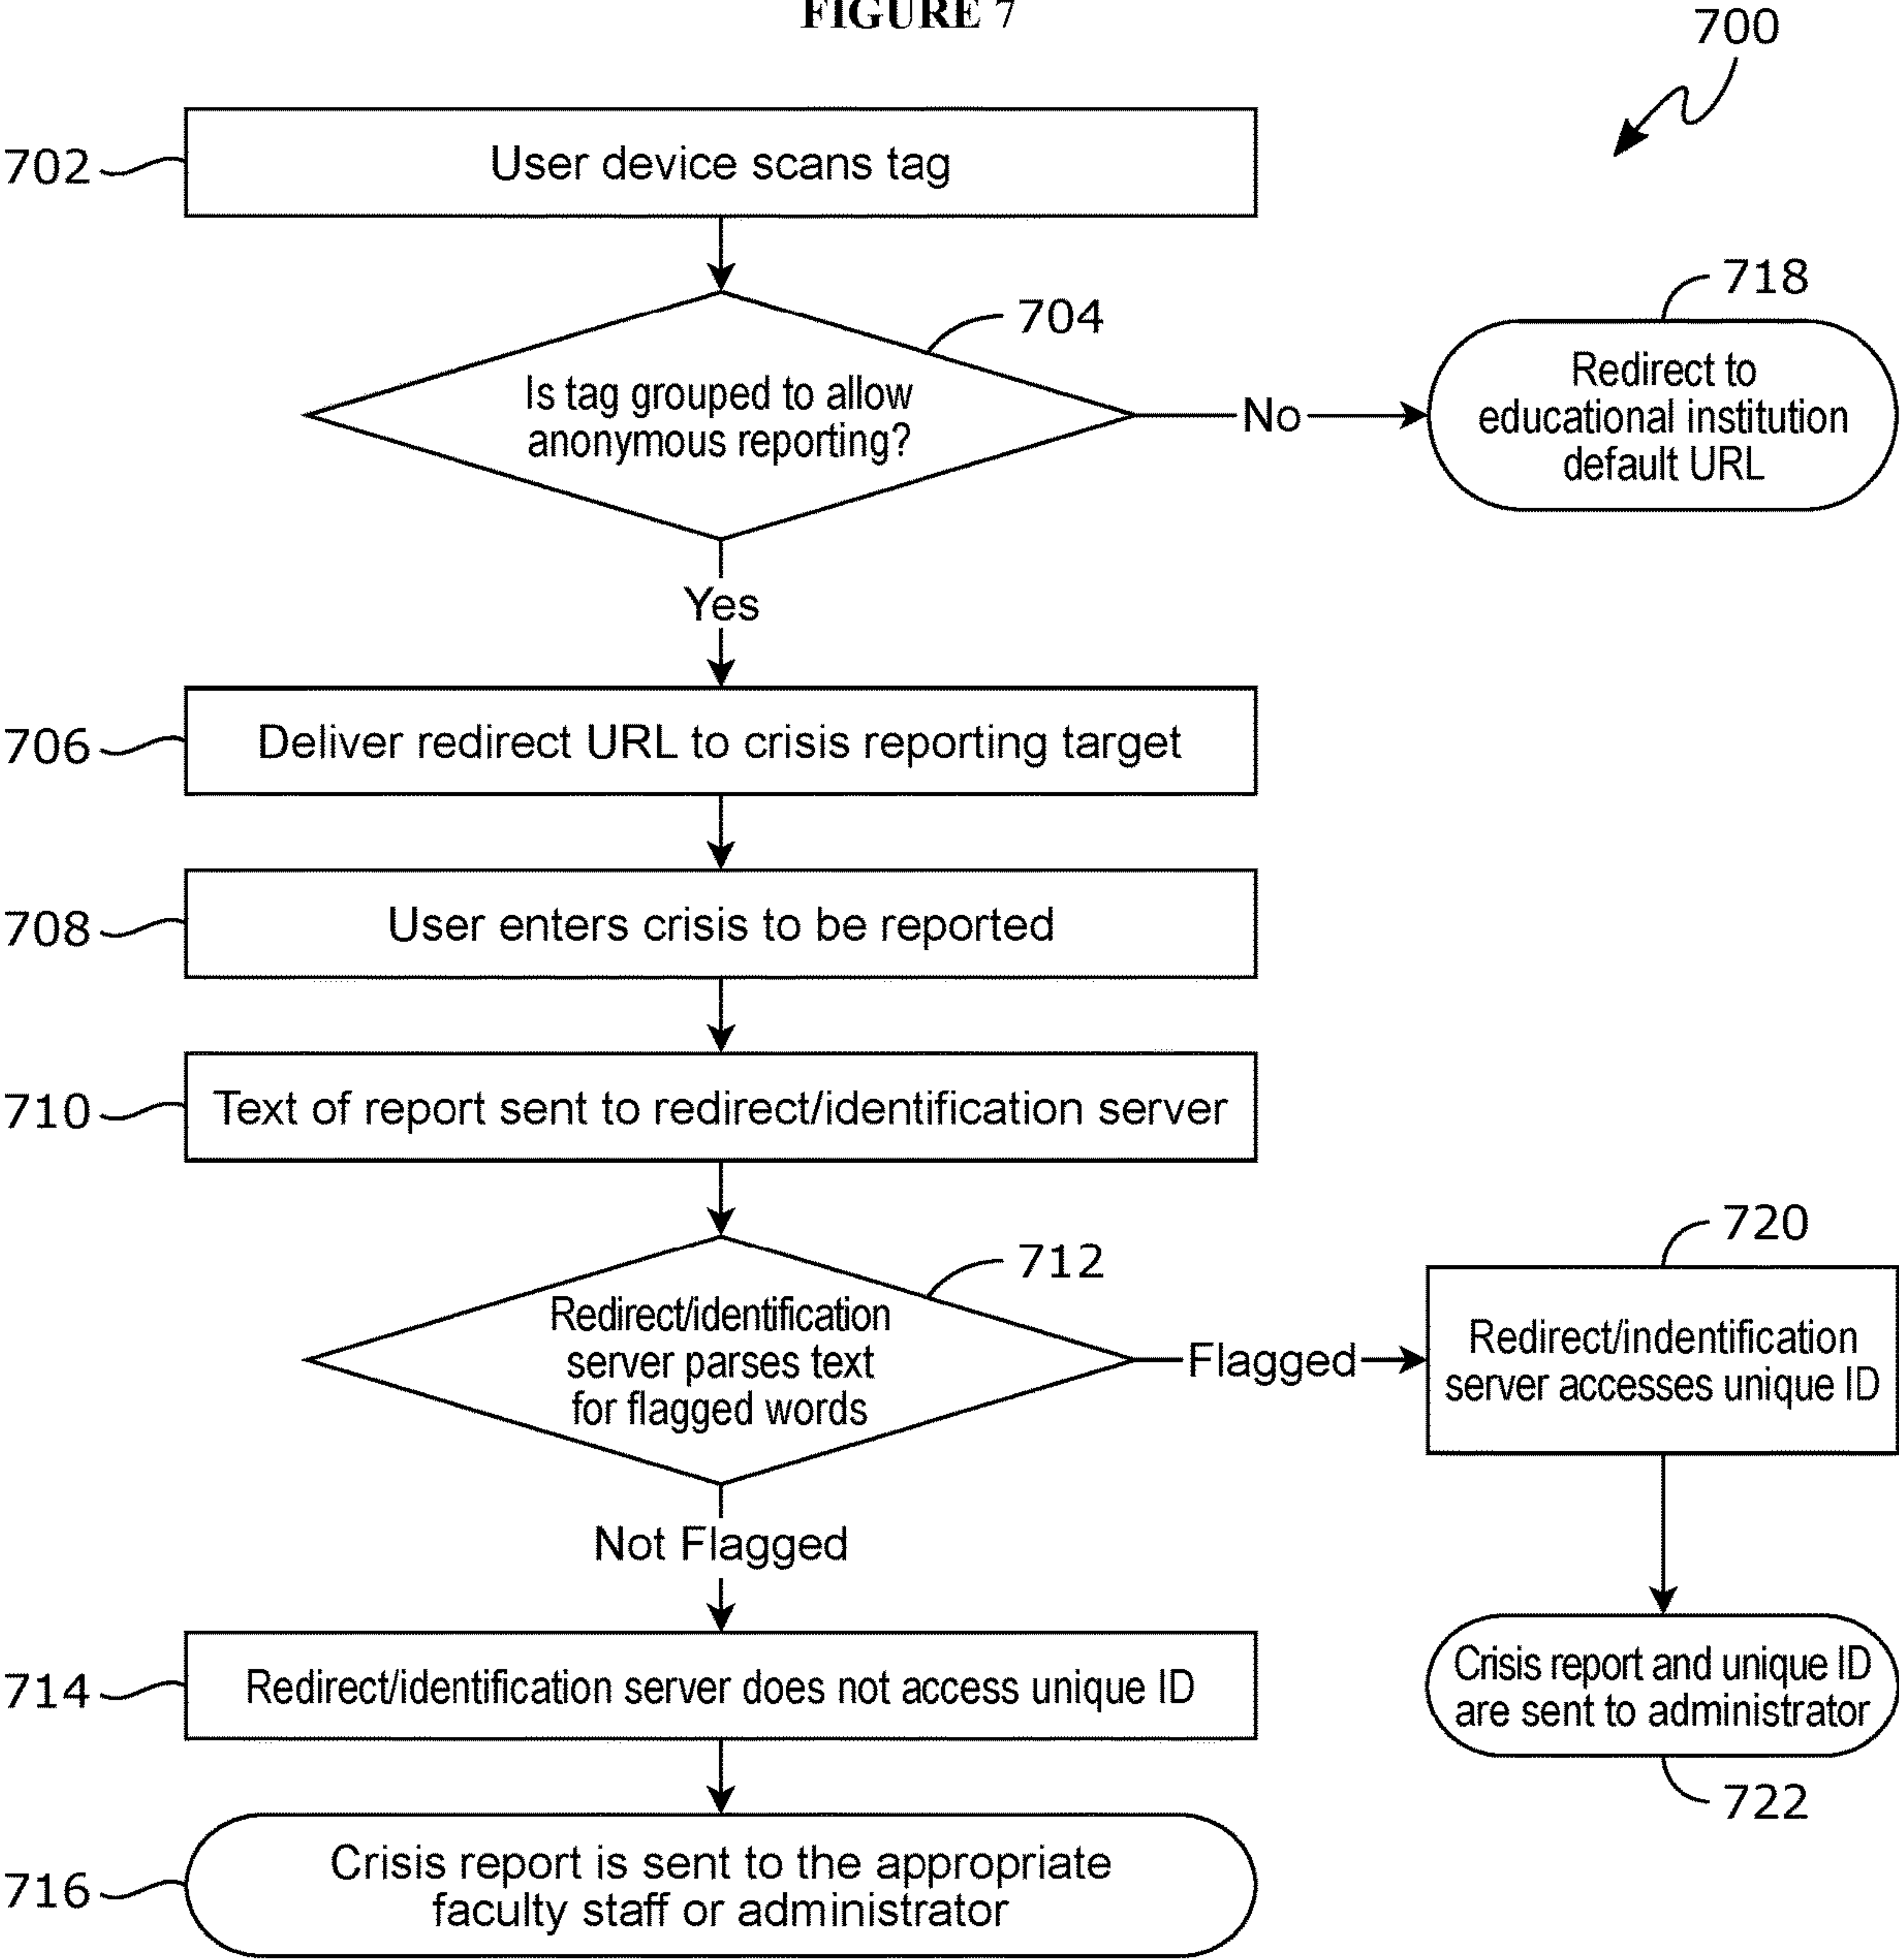 FIGURE 7
700
702
User device scans tag
718
704
Is tag grouped to allow
anonymous reporting?
No
Redirect to
educational institution
default URL
Yes
706
Deliver redirect URL to crisis reporting target
708
User enters crisis to be reported
710
Text of report sent to redirect/identification server
712
Redirect/identification
server parses text
for flagged words
Flagged
720
Redirect/indentification
server accesses unique ID
Not Flagged
714
Redirect/identification server does not access unique ID
Crisis report and unique ID
are sent to administrator
722
716
Crisis report is sent to the appropriate
faculty staff or administrator